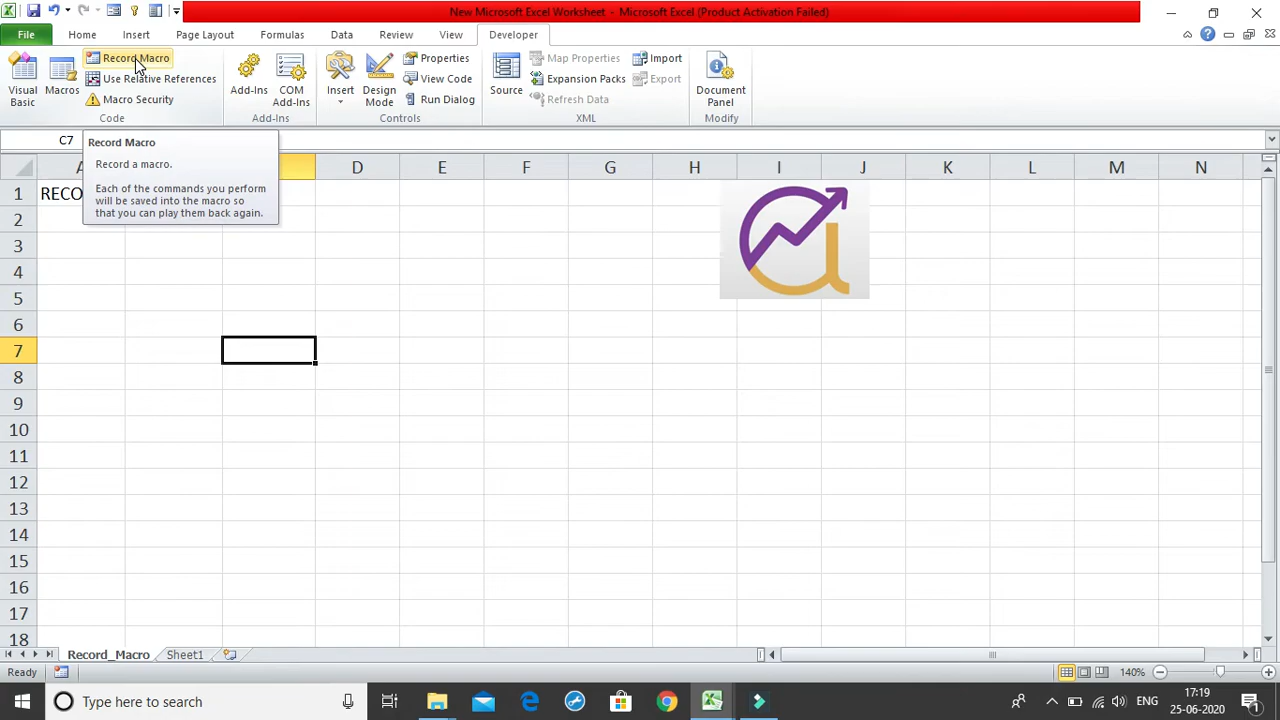 New Microsoft Excel Worksheet - Microsoft Excel (Product Activation Failed)
File Home Insert Page Layout Formulas Data Review View Developer
Visual Basic
Macros
Record Macro
Use Relative References
Macro Security
Code
Add-Ins
COM Add-Ins
Add-Ins
Insert
Design Mode
Properties
View Code
Run Dialog
Controls
Source
Map Properties
Expansion Packs
Refresh Data
Import
Export
XML
Document Panel
Modify
C7
Record Macro
Record a macro.
Each of the commands you perform
will be saved into the macro so
that you can play them back again.
D E F G H I J K L M N
1 RECO
2
3
4
5
6
7
8
9
10
11
12
13
14
15
16
17
18
Record_Macro Sheet1
Ready 140%
Type here to search
ENG
17:19
25-06-2020
1